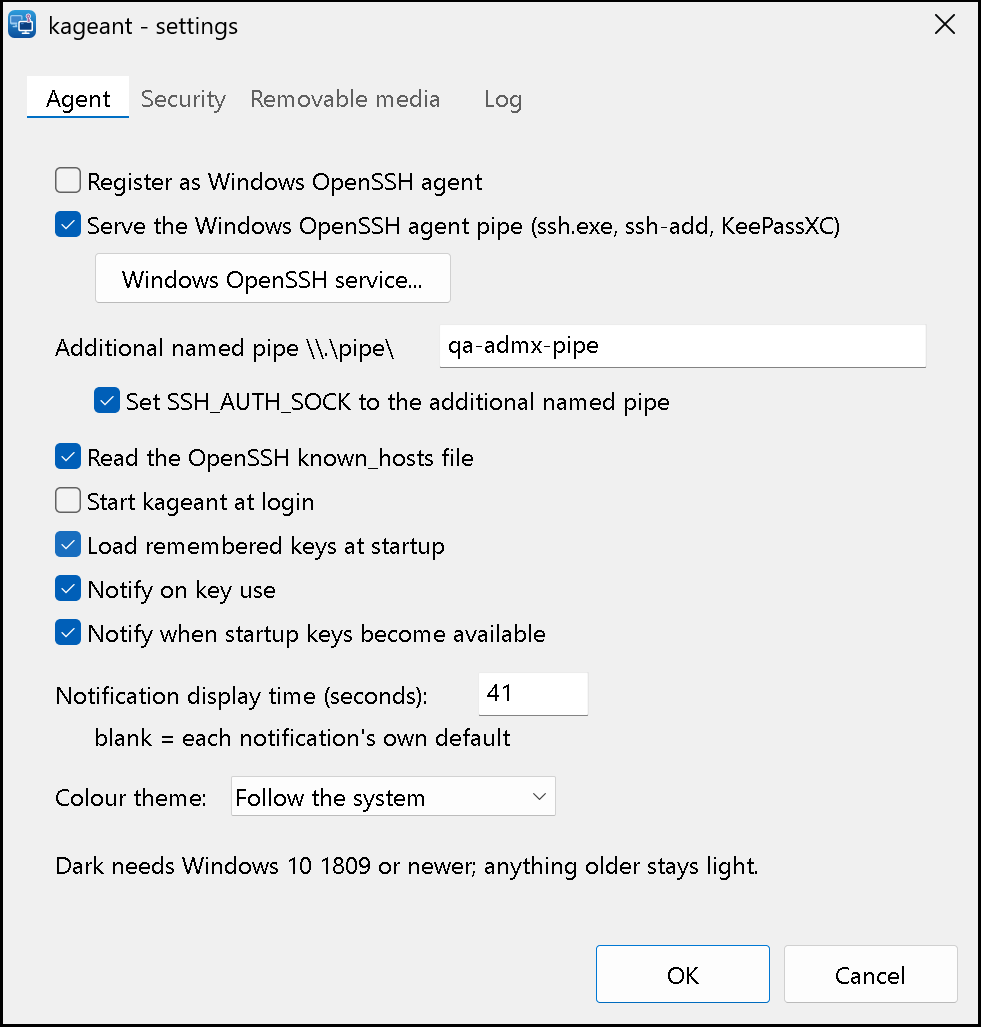 kageant - settings
Agent Security Removable media Log
Register as Windows OpenSSH agent
Serve the Windows OpenSSH agent pipe (ssh.exe, ssh-add, KeePassXC)
Windows OpenSSH service...
Additional named pipe \\.\pipe\ qa-admx-pipe
Set SSH_AUTH_SOCK to the additional named pipe
Read the OpenSSH known_hosts file
Start kageant at login
Load remembered keys at startup
Notify on key use
Notify when startup keys become available
Notification display time (seconds): 41
blank = each notification's own default
Colour theme: Follow the system
Dark needs Windows 10 1809 or newer; anything older stays light.
OK Cancel